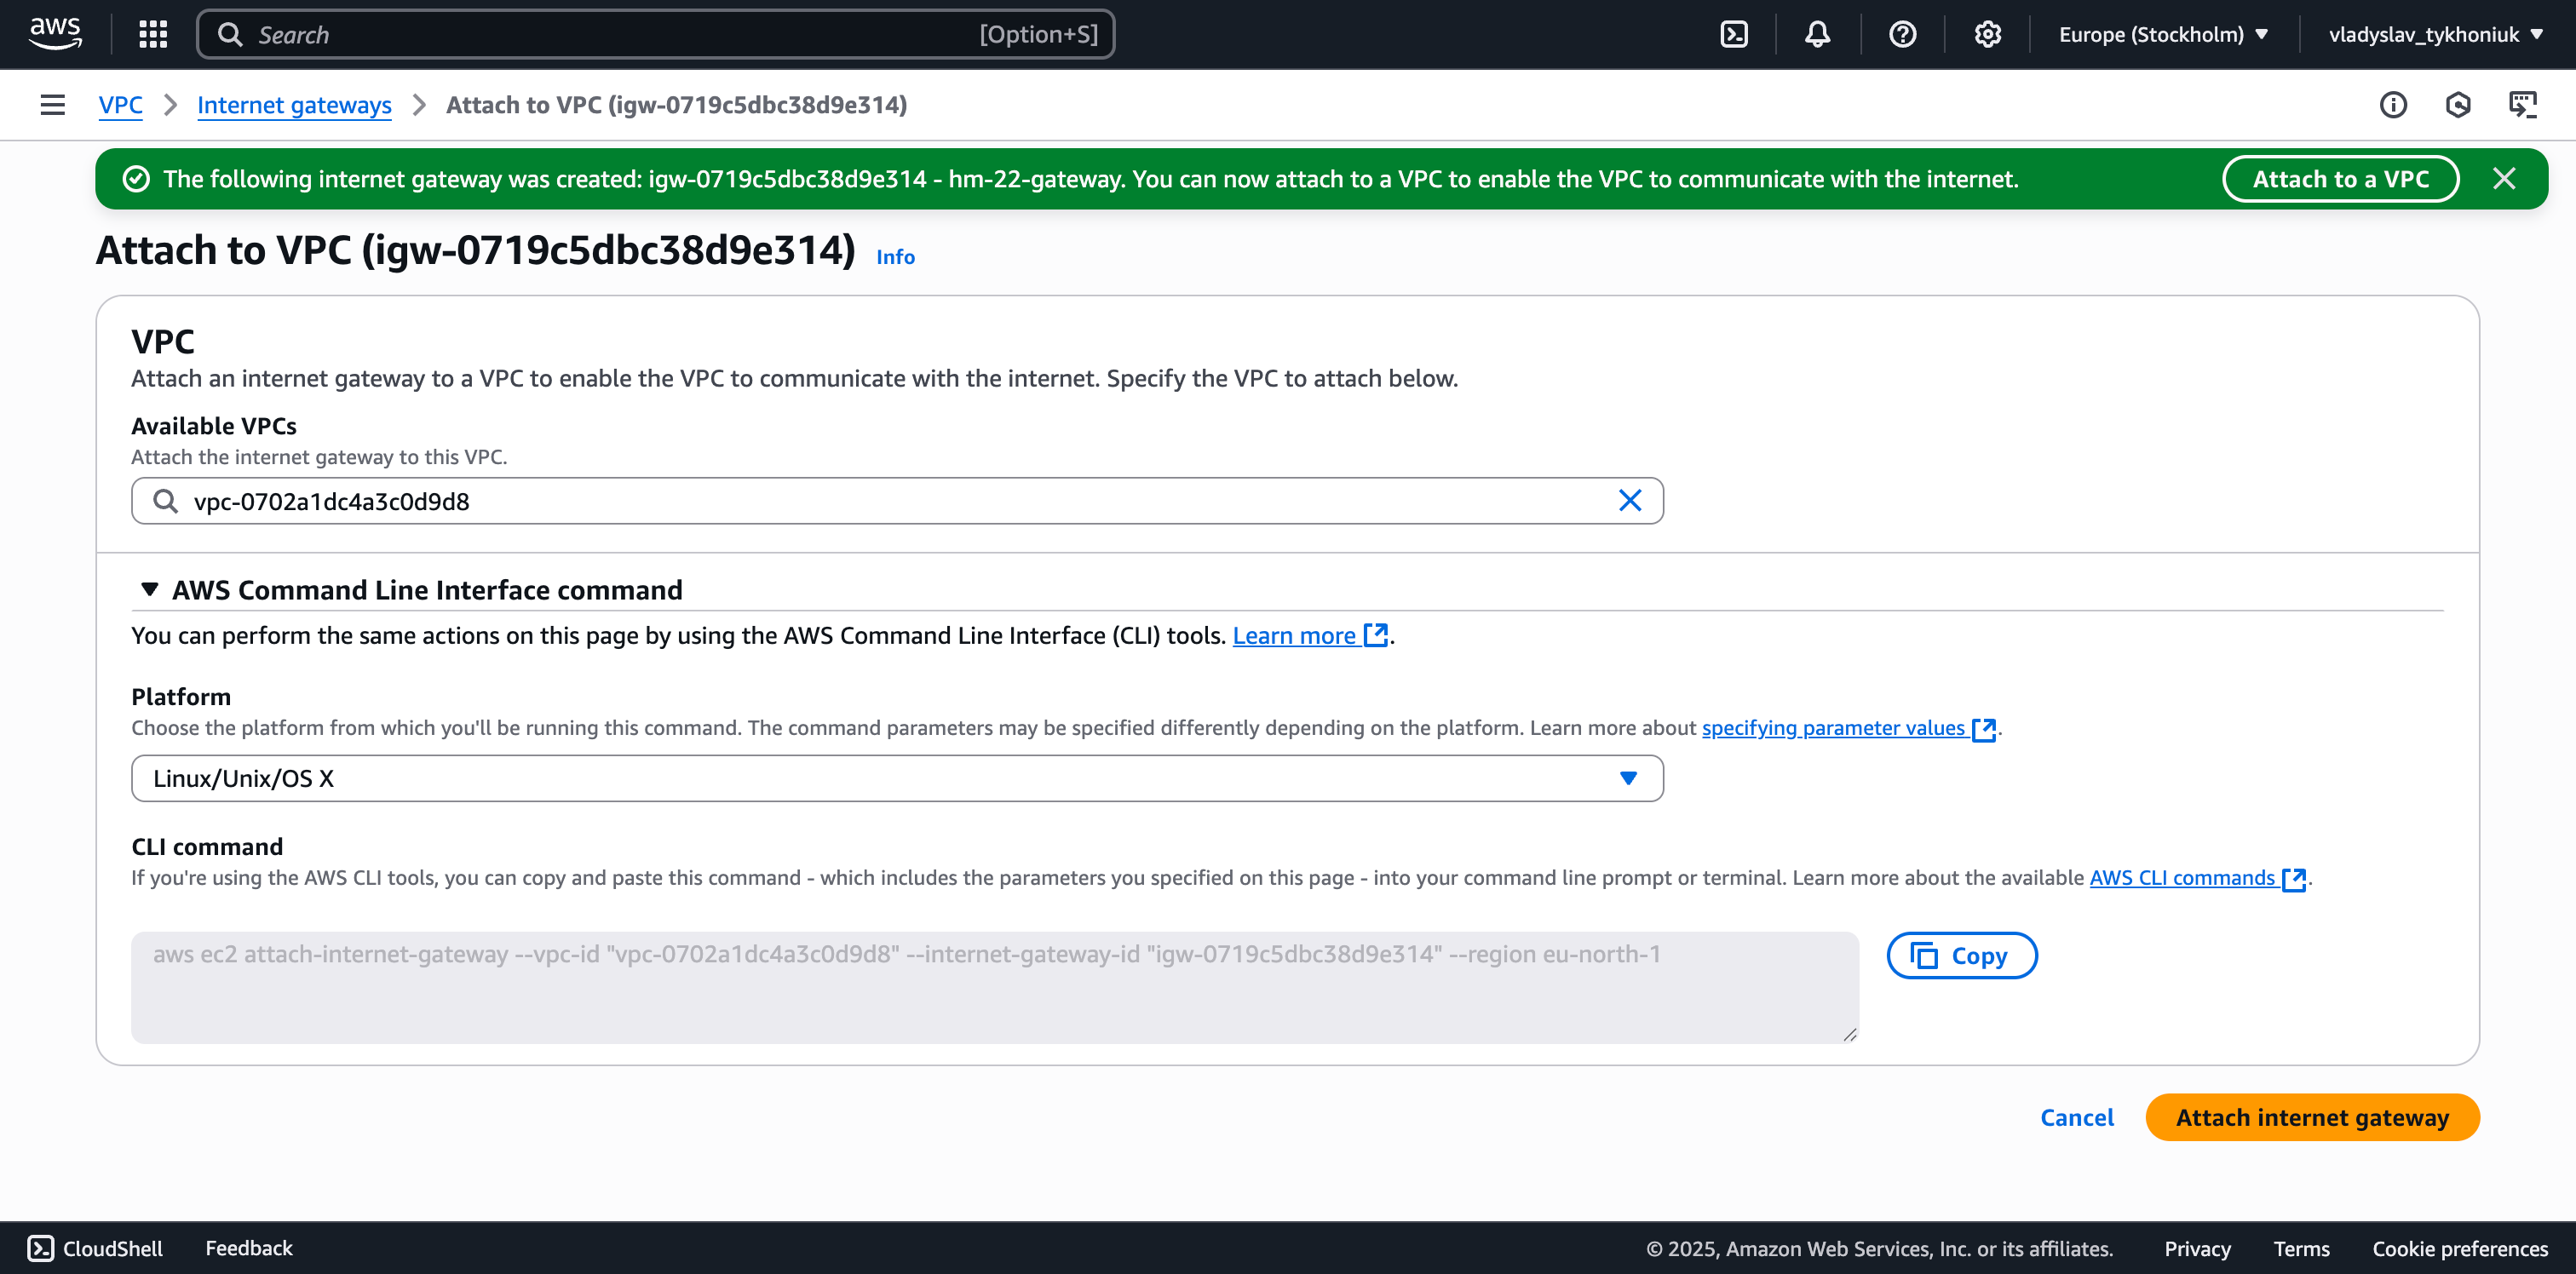 aws
Search [Option+S]
Europe (Stockholm) vladyslav_tykhoniuk
VPC Internet gateways Attach to VPC (igw-0719c5dbc38d9e314)
The following internet gateway was created: igw-0719c5dbc38d9e314 - hm-22-gateway. You can now attach to a VPC to enable the VPC to communicate with the internet. Attach to a VPC
Attach to VPC (igw-0719c5dbc38d9e314) Info
VPC
Attach an internet gateway to a VPC to enable the VPC to communicate with the internet. Specify the VPC to attach below.
Available VPCs
Attach the internet gateway to this VPC.
vpc-0702a1dc4a3c0d9d8
AWS Command Line Interface command
You can perform the same actions on this page by using the AWS Command Line Interface (CLI) tools. Learn more.
Platform
Choose the platform from which you'll be running this command. The command parameters may be specified differently depending on the platform. Learn more about specifying parameter values.
Linux/Unix/OS X
CLI command
If you're using the AWS CLI tools, you can copy and paste this command - which includes the parameters you specified on this page - into your command line prompt or terminal. Learn more about the available AWS CLI commands.
aws ec2 attach-internet-gateway --vpc-id "vpc-0702a1dc4a3c0d9d8" --internet-gateway-id "igw-0719c5dbc38d9e314" --region eu-north-1
Copy
Cancel Attach internet gateway
CloudShell Feedback © 2025, Amazon Web Services, Inc. or its affiliates. Privacy Terms Cookie preferences